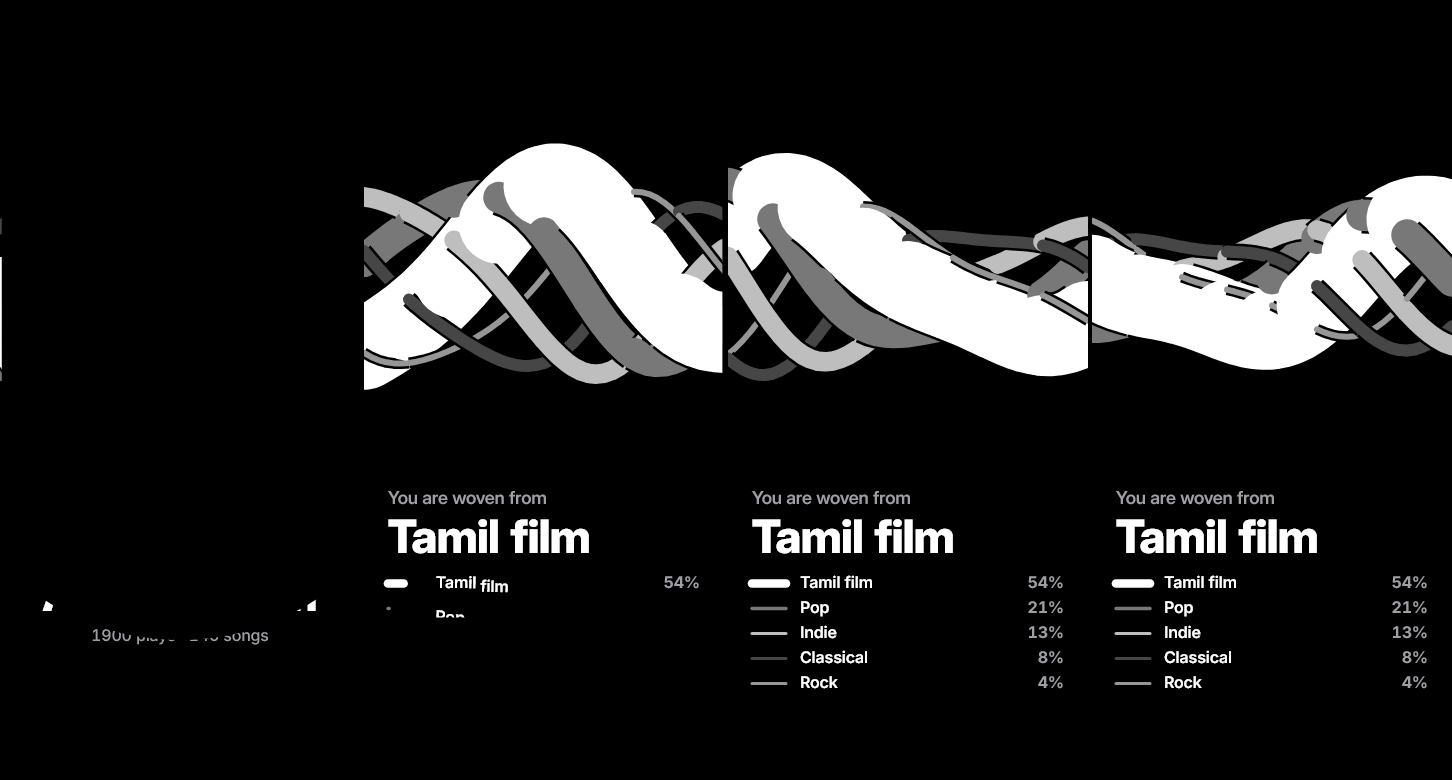 1900 songs
You are woven from
Tamil film
Tamil film 54%
You are woven from
Tamil film
Tamil film 54%
Pop 21%
Indie 13%
Classical 8%
Rock 4%
You are woven from
Tamil film
Tamil film 54%
Pop 21%
Indie 13%
Classical 8%
Rock 4%